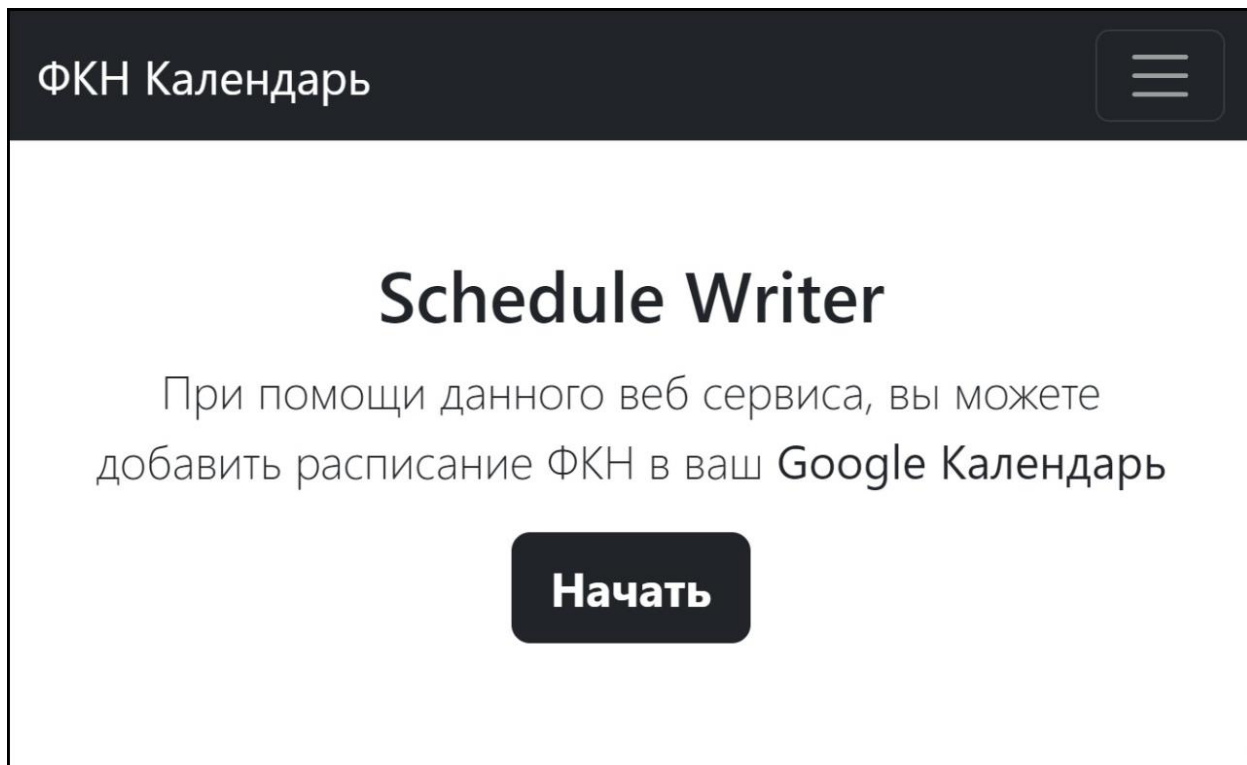 ФКН Календарь
Schedule Writer
При помощи данного веб сервиса, вы можете
добавить расписание ФКН в ваш Google Календарь
Начать